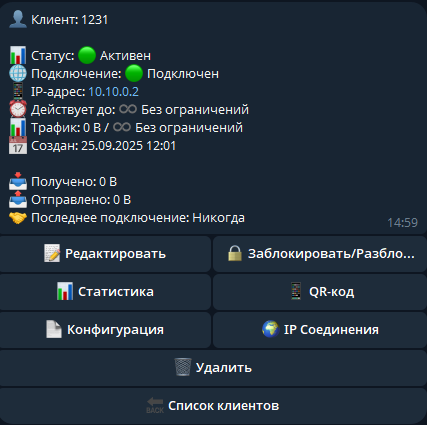 Клиент: 1231
Статус: Активен
Подключение: Подключен
IP-адрес: 10.10.0.2
Действует до: Без ограничений
Трафик: 0 B / Без ограничений
Создан: 25.09.2025 12:01
Получено: 0 B
Отправлено: 0 B
Последнее подключение: Никогда
14:59
Редактировать
Заблокировать/Разбло...
Статистика
QR-код
Конфигурация
IP Соединения
Удалить
BACK Список клиентов